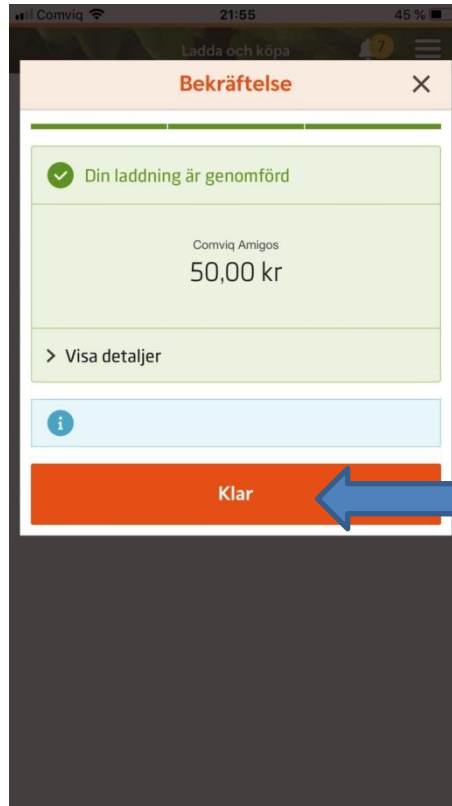 Comviq 21:55 45 %
Ladda och köpa 7
Bekräftelse
Din laddning är genomförd
Comviq Amigos
50,00 kr
> Visa detaljer
i
Klar